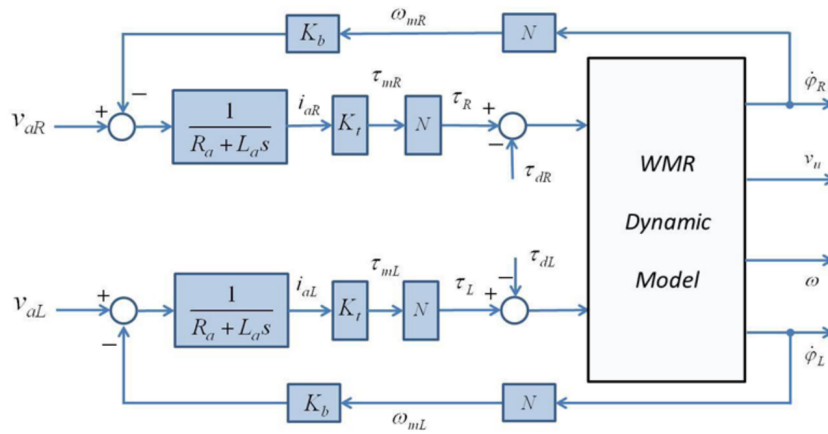 K_b
ω_mR
N
−
+
v_aR
1
R_a + L_a s
i_aR
K_t
τ_mR
N
τ_R
+
−
τ_dR
WMR
Dynamic
Model
φ̇_R
v_u
ω
φ̇_L
v_aL
+
−
1
R_a + L_a s
i_aL
K_t
τ_mL
N
τ_L
+
−
τ_dL
K_b
ω_mL
N